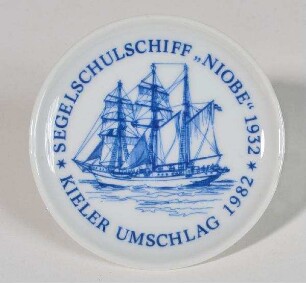 * SEGELSCHULSCHIFF „NIOBE“ 1932 *
KIELER UMSCHLAG 1982